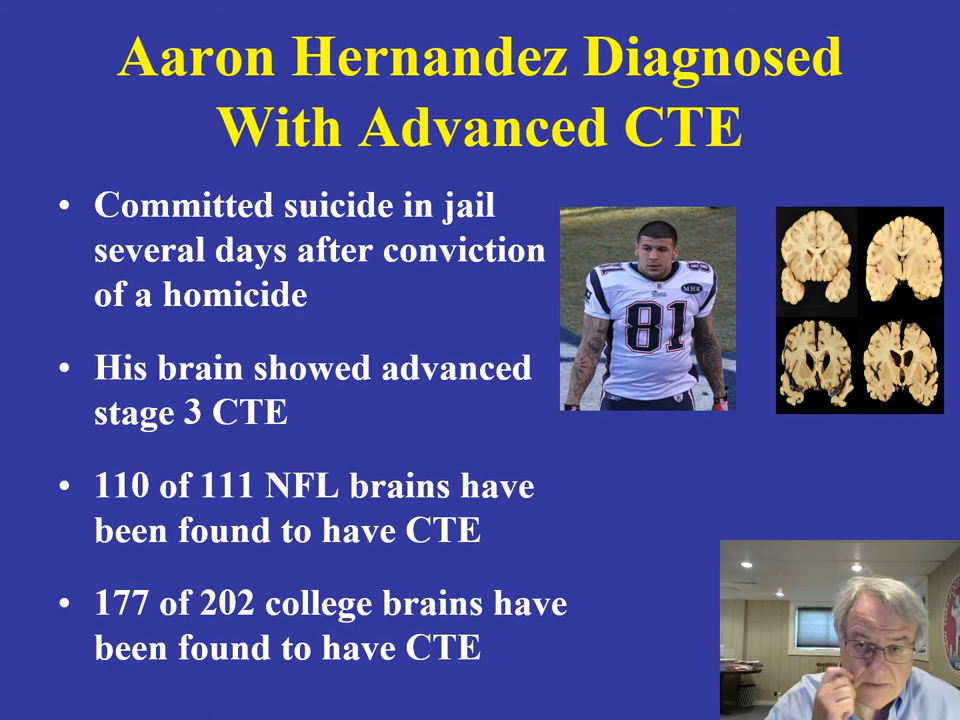 Aaron Hernandez Diagnosed
With Advanced CTE
• Committed suicide in jail
several days after conviction
of a homicide
• His brain showed advanced
stage 3 CTE
• 110 of 111 NFL brains have
been found to have CTE
• 177 of 202 college brains have
been found to have CTE
81
81
MHK